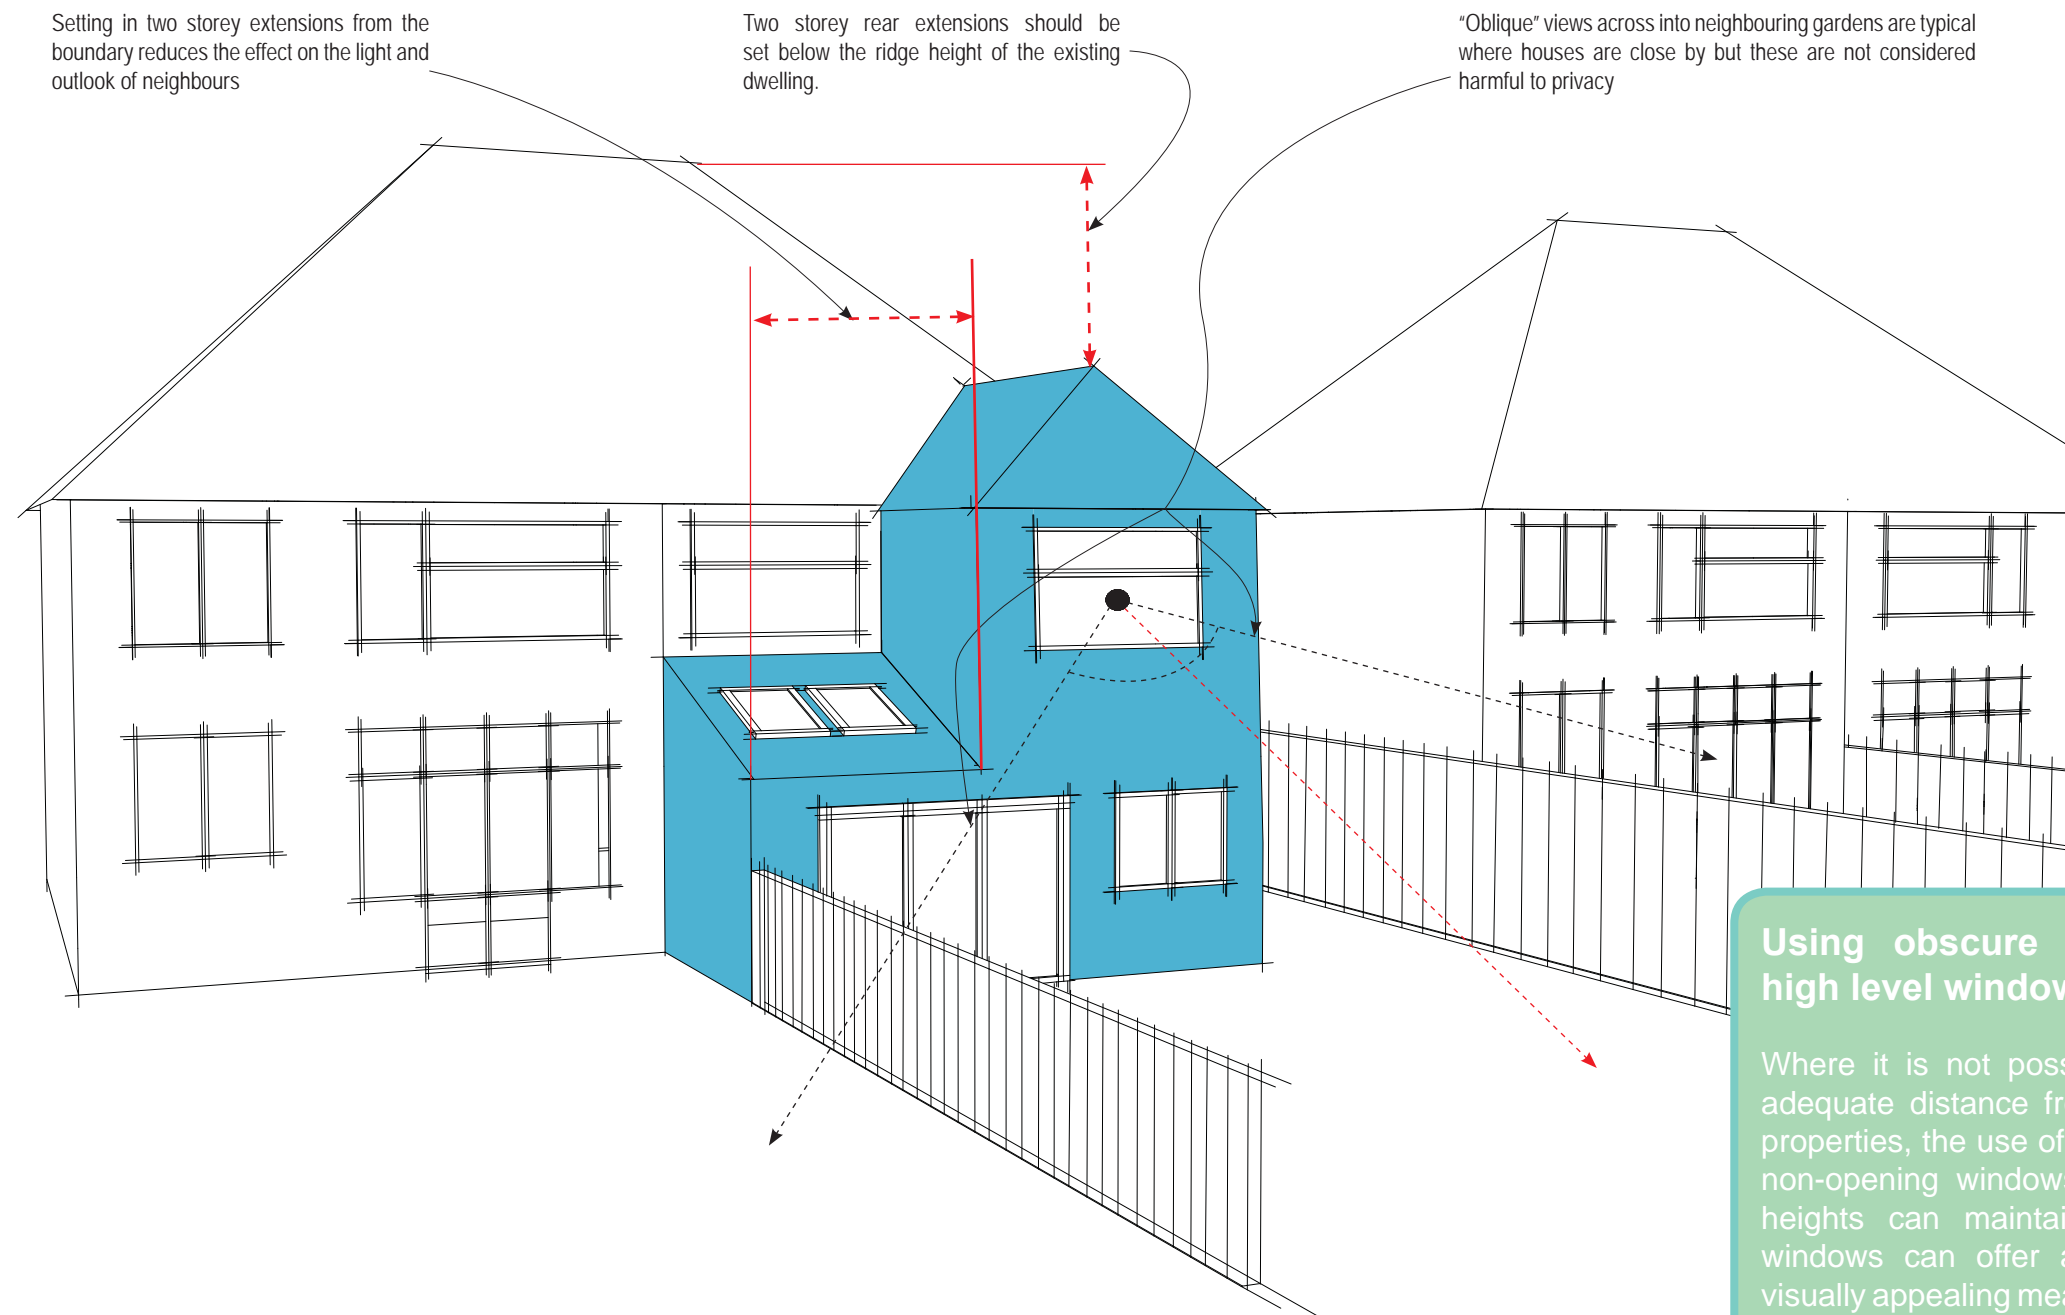 Setting in two storey extensions from the
boundary reduces the effect on the light and
outlook of neighbours
Two storey rear extensions should be
set below the ridge height of the existing
dwelling.
“Oblique” views across into neighbouring gardens are typical
where houses are close by but these are not considered
harmful to privacy
Using obscure
high level window
Where it is not poss
adequate distance fr
properties, the use of
non-opening windows
heights can maintai
windows can offer a
visually appealing mea